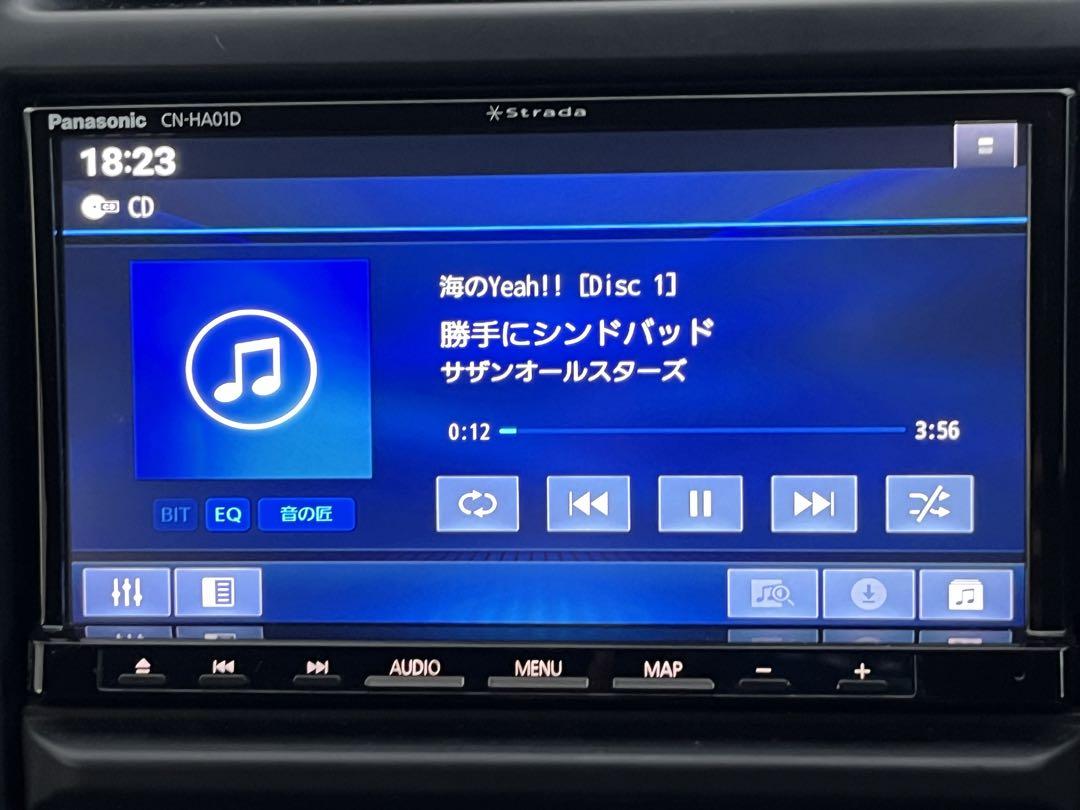 Panasonic CN-HA01D Strada
18:23
CD
海のYeah!! [Disc 1]
勝手にシンドバッド
サザンオールスターズ
0:12 3:56
BIT EQ 音の匠
AUDIO MENU MAP − +